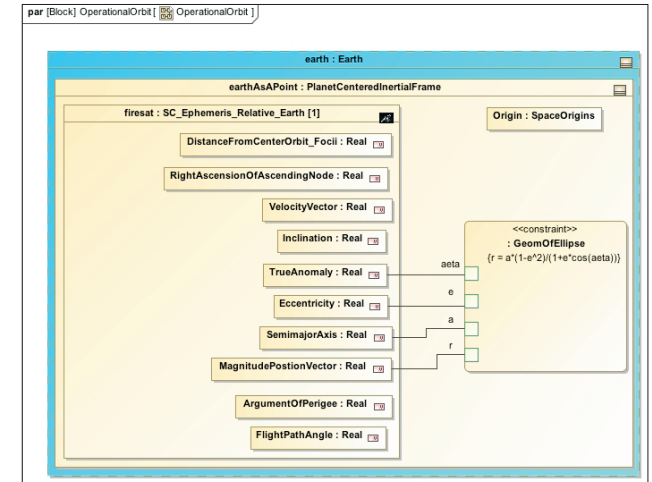 par [Block] OperationalOrbit [ OperationalOrbit ]
earth : Earth
earthAsAPoint : PlanetCenteredInertialFrame
firesat : SC_Ephemeris_Relative_Earth [1]
Origin : SpaceOrigins
DistanceFromCenterOrbit_Focii : Real
RightAscensionOfAscendingNode : Real
VelocityVector : Real
Inclination : Real
TrueAnomaly : Real
Eccentricity : Real
SemimajorAxis : Real
MagnitudePostionVector : Real
ArgumentOfPerigee : Real
FlightPathAngle : Real
aeta
e
a
r
<<constraint>>
: GeomOfEllipse
{r = a*(1-e^2)/(1+e*cos(aeta))}